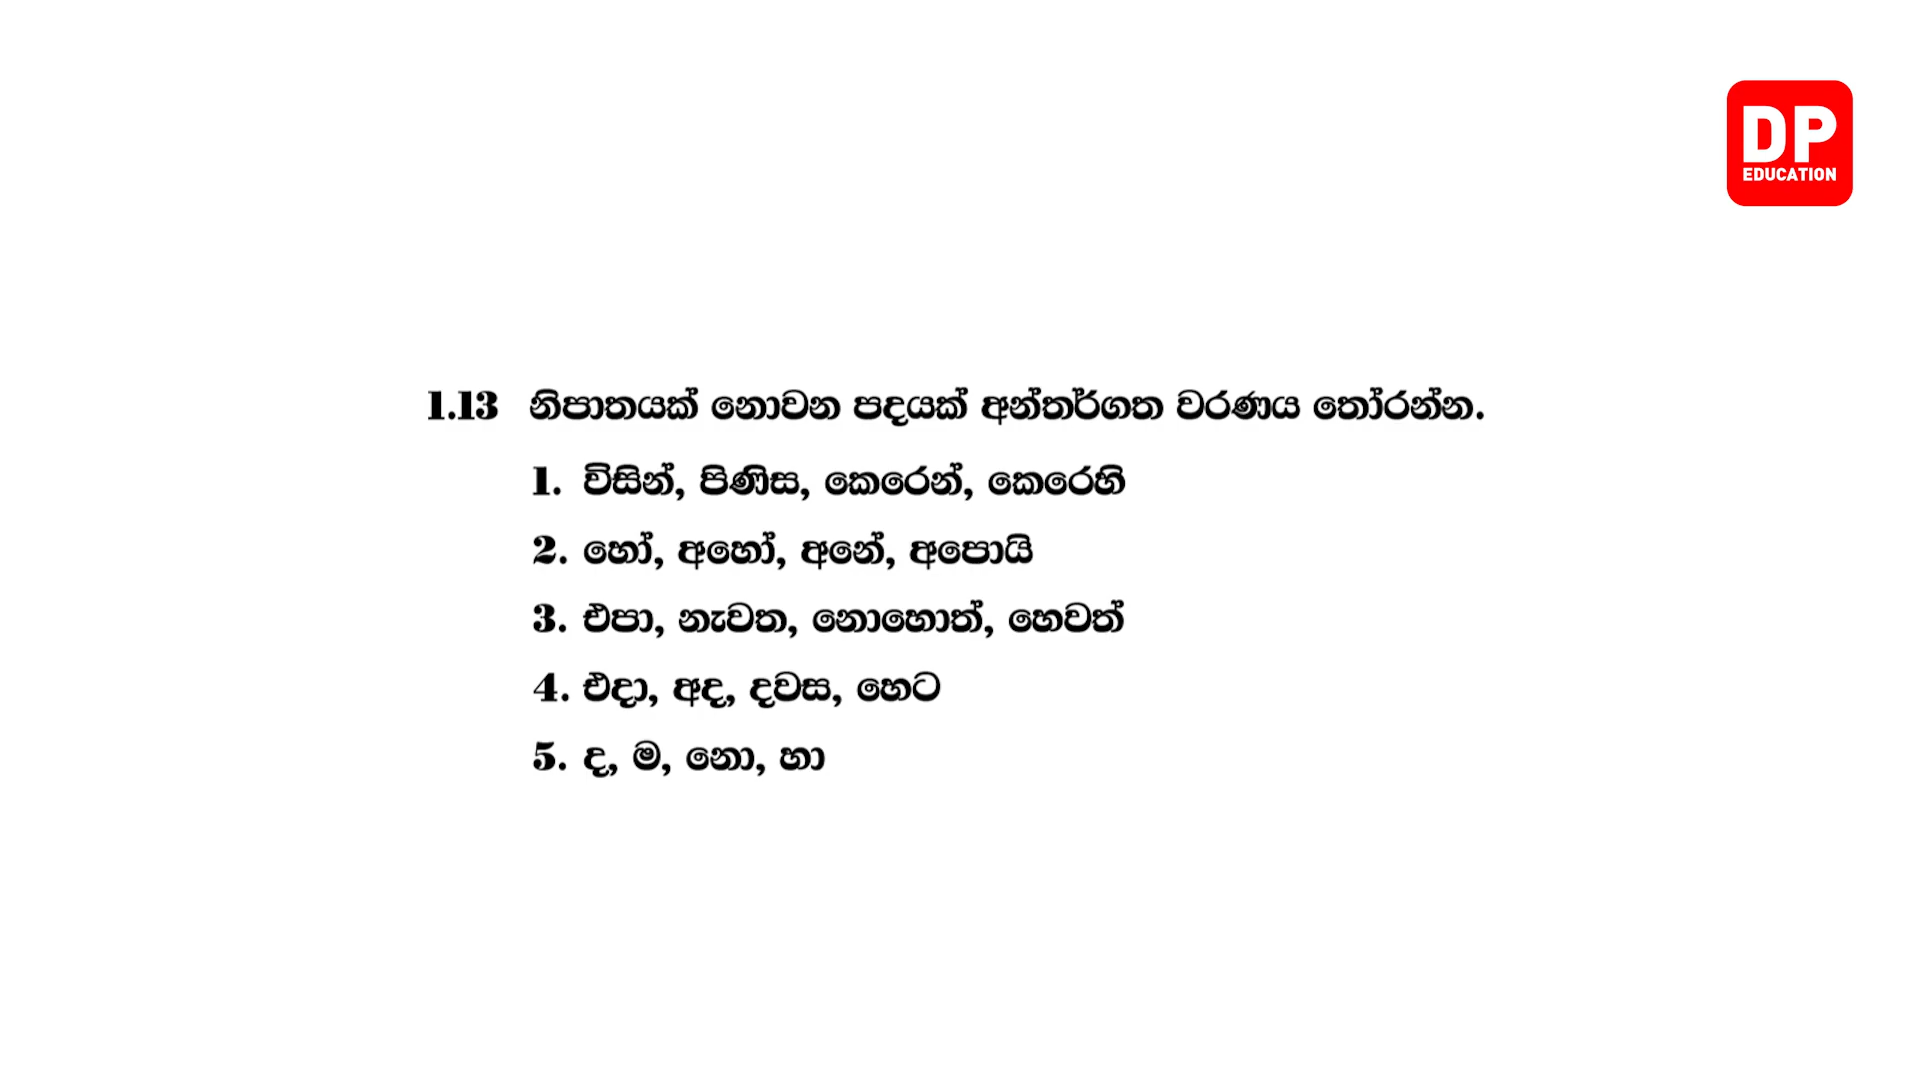 DP
EDUCATION
1.13 නිපාතයක් නොවන පදයක් අන්තර්ගත වරණය තෝරන්න.
1. විසින්, පිණිස, කෙරෙන්, කෙරෙහි
2. හෝ, අහෝ, අනේ, අපොයි
3. එපා, නැවත, නොහොත්, හෙවත්
4. එදා, අද, දවස, හෙට
5. ද, ම, නො, හා